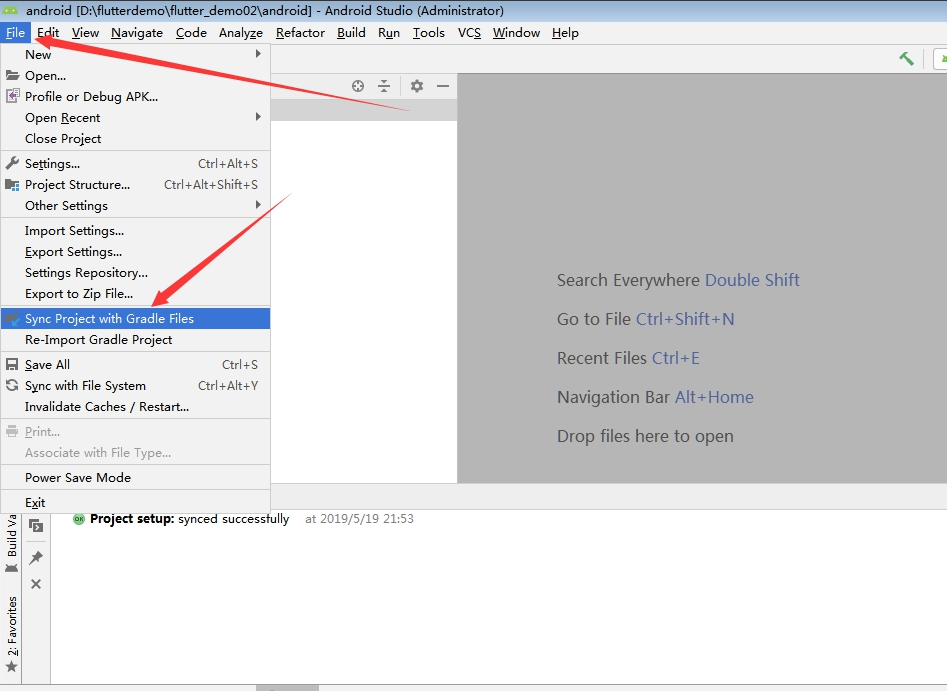 android [D:\flutterdemo\flutter_demo02\android] - Android Studio (Administrator)
File Edit View Navigate Code Analyze Refactor Build Run Tools VCS Window Help
New
Open...
Profile or Debug APK...
Open Recent
Close Project
Settings... Ctrl+Alt+S
Project Structure... Ctrl+Alt+Shift+S
Other Settings
Import Settings...
Export Settings...
Settings Repository...
Export to Zip File...
Sync Project with Gradle Files
Re-Import Gradle Project
Save All Ctrl+S
Sync with File System Ctrl+Alt+Y
Invalidate Caches / Restart...
Print...
Associate with File Type...
Power Save Mode
Exit
Search Everywhere Double Shift
Go to File Ctrl+Shift+N
Recent Files Ctrl+E
Navigation Bar Alt+Home
Drop files here to open
OK Project setup: synced successfully at 2019/5/19 21:53
Build Va
2: Favorites